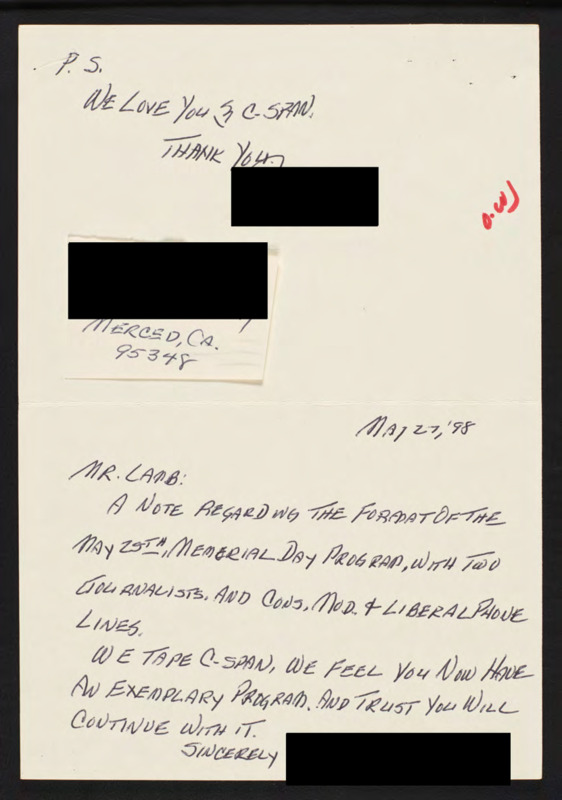 P. S.
WE LOVE YOU & C-SPAN.
THANK YOU.
MERCED, CA.
95348
MAY 27, '98
MR. LAMB:
A NOTE REGARDING THE FORMAT OF THE
MAY 25TH, MEMORIAL DAY PROGRAM, WITH TWO
JOURNALISTS. AND CONS, MOD. & LIBERAL PHONE
LINES.
WE TAPE C-SPAN, WE FEEL YOU NOW HAVE
AN EXEMPLARY PROGRAM. AND TRUST YOU WILL
CONTINUE WITH IT.
SINCERELY